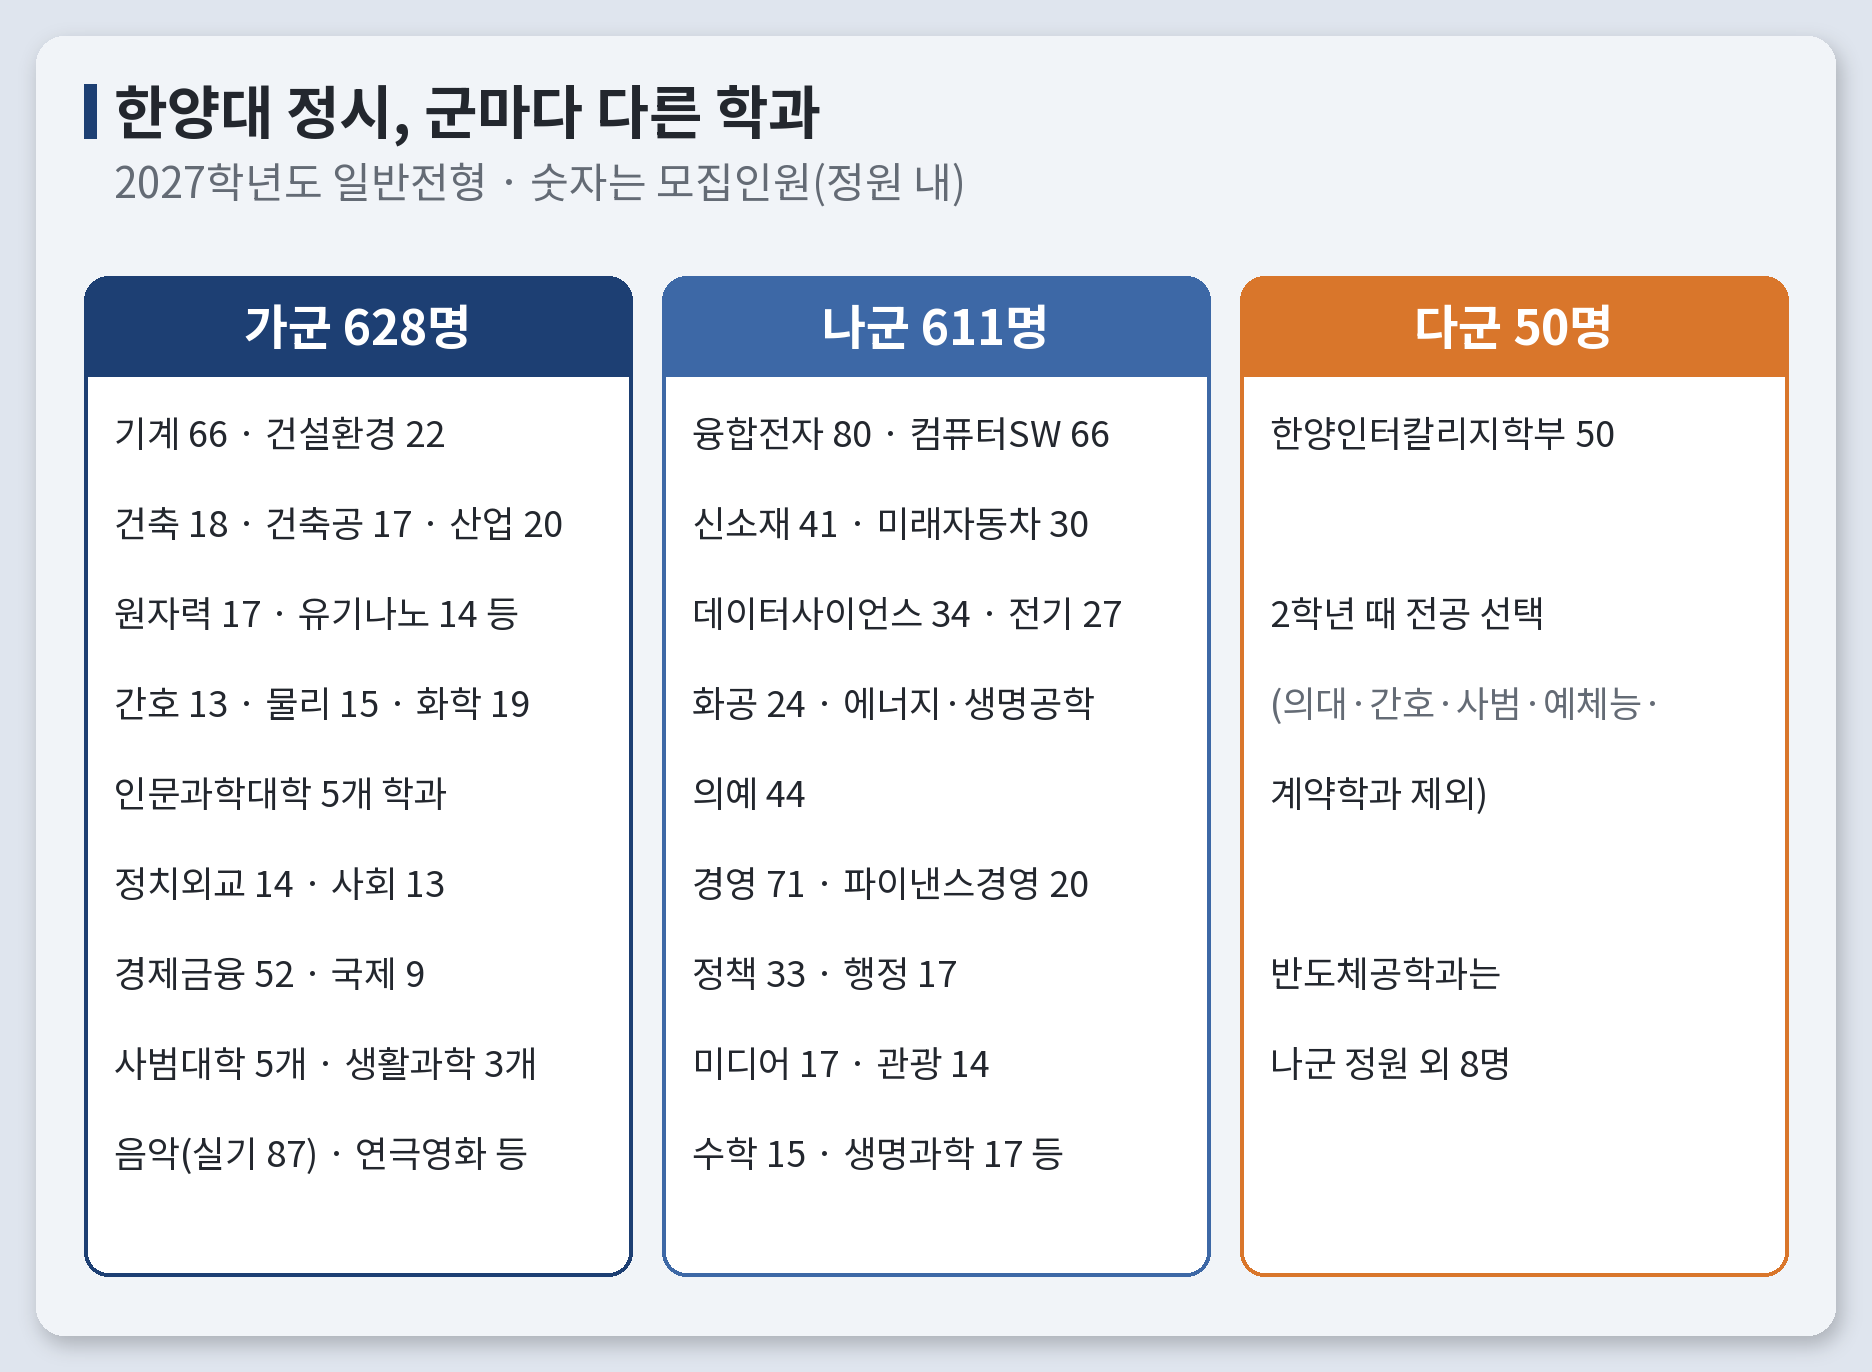 한양대 정시, 군마다 다른 학과
2027학년도 일반전형 · 숫자는 모집인원(정원 내)
가군 628명
기계 66 · 건설환경 22
건축 18 · 건축공 17 · 산업 20
원자력 17 · 유기나노 14 등
간호 13 · 물리 15 · 화학 19
인문과학대학 5개 학과
정치외교 14 · 사회 13
경제금융 52 · 국제 9
사범대학 5개 · 생활과학 3개
음악(실기 87) · 연극영화 등
나군 611명
융합전자 80 · 컴퓨터SW 66
신소재 41 · 미래자동차 30
데이터사이언스 34 · 전기 27
화공 24 · 에너지·생명공학
의예 44
경영 71 · 파이낸스경영 20
정책 33 · 행정 17
미디어 17 · 관광 14
수학 15 · 생명과학 17 등
다군 50명
한양인터칼리지학부 50
2학년 때 전공 선택
(의대·간호·사범·예체능·
계약학과 제외)
반도체공학과는
나군 정원 외 8명